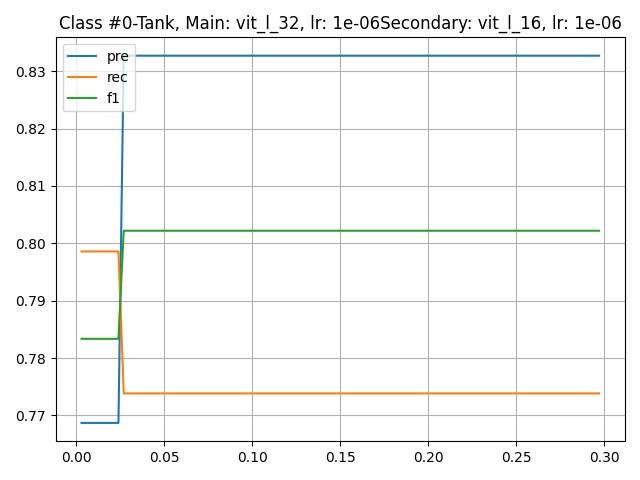 Class #0-Tank, Main: vit_l_32, lr: 1e-06Secondary: vit_l_16, lr: 1e-06
pre
rec
f1
0.83
0.82
0.81
0.80
0.79
0.78
0.77
0.00 0.05 0.10 0.15 0.20 0.25 0.30